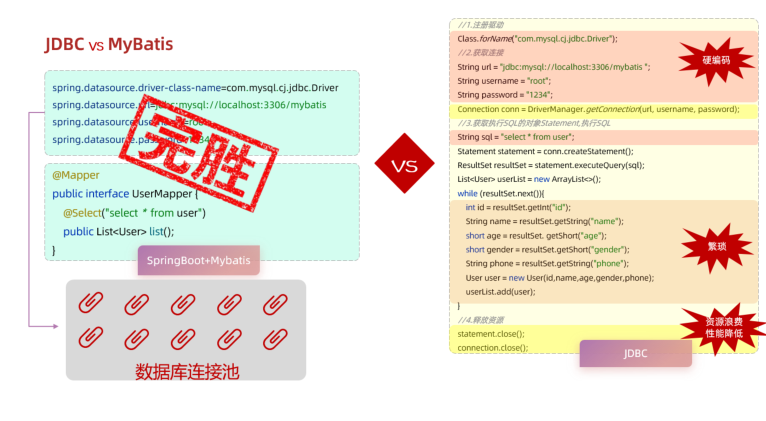 JDBC vs MyBatis
spring.datasource.driver-class-name=com.mysql.cj.jdbc.Driver
spring.datasource.url=jdbc:mysql://localhost:3306/mybatis
spring.datasource.username=root
spring.datasource.password=1234
完胜
@Mapper
public interface UserMapper {
@Select("select * from user")
public List<User> list();
}
SpringBoot+Mybatis
数据库连接池
VS
//1.注册驱动
Class.forName("com.mysql.cj.jdbc.Driver");
//2.获取连接
String url = "jdbc:mysql://localhost:3306/mybatis ";
String username = "root";
String password = "1234";
Connection conn = DriverManager.getConnection(url, username, password);
//3.获取执行SQL的对象Statement,执行SQL
String sql = "select * from user";
Statement statement = conn.createStatement();
ResultSet resultSet = statement.executeQuery(sql);
List<User> userList = new ArrayList<>();
while (resultSet.next()){
int id = resultSet.getInt("id");
String name = resultSet.getString("name");
short age = resultSet. getShort("age");
short gender = resultSet.getShort("gender");
String phone = resultSet.getString("phone");
User user = new User(id,name,age,gender,phone);
userList.add(user);
}
//4.释放资源
statement.close();
connection.close();
硬编码
繁琐
资源浪费
性能降低
JDBC